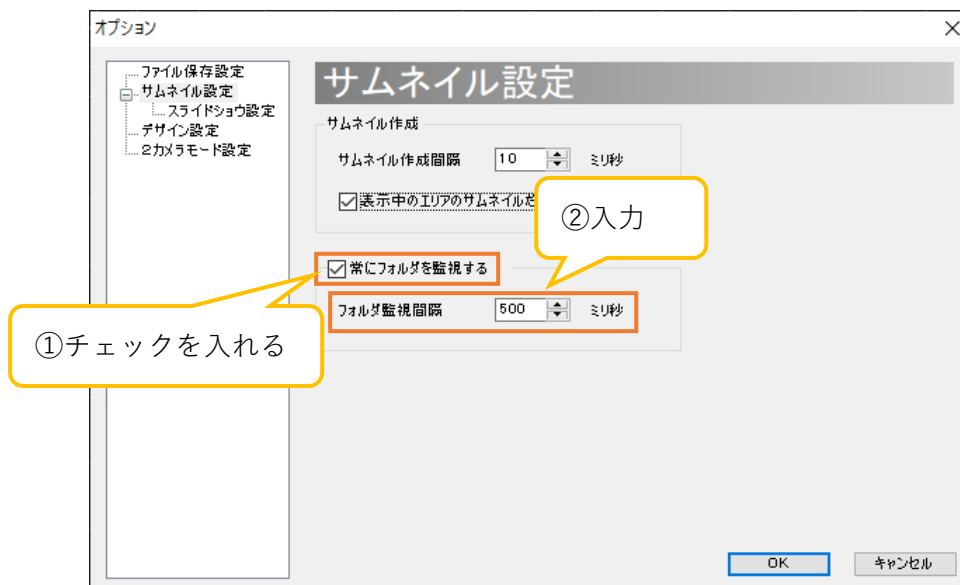 オプション
ファイル保存設定
サムネイル設定
スライドショウ設定
デザイン設定
2カメラモード設定
サムネイル設定
サムネイル作成
サムネイル作成間隔 10 ミリ秒
表示中のエリアのサムネイルだ
②入力
常にフォルダを監視する
フォルダ監視間隔 500 ミリ秒
①チェックを入れる
OK キャンセル